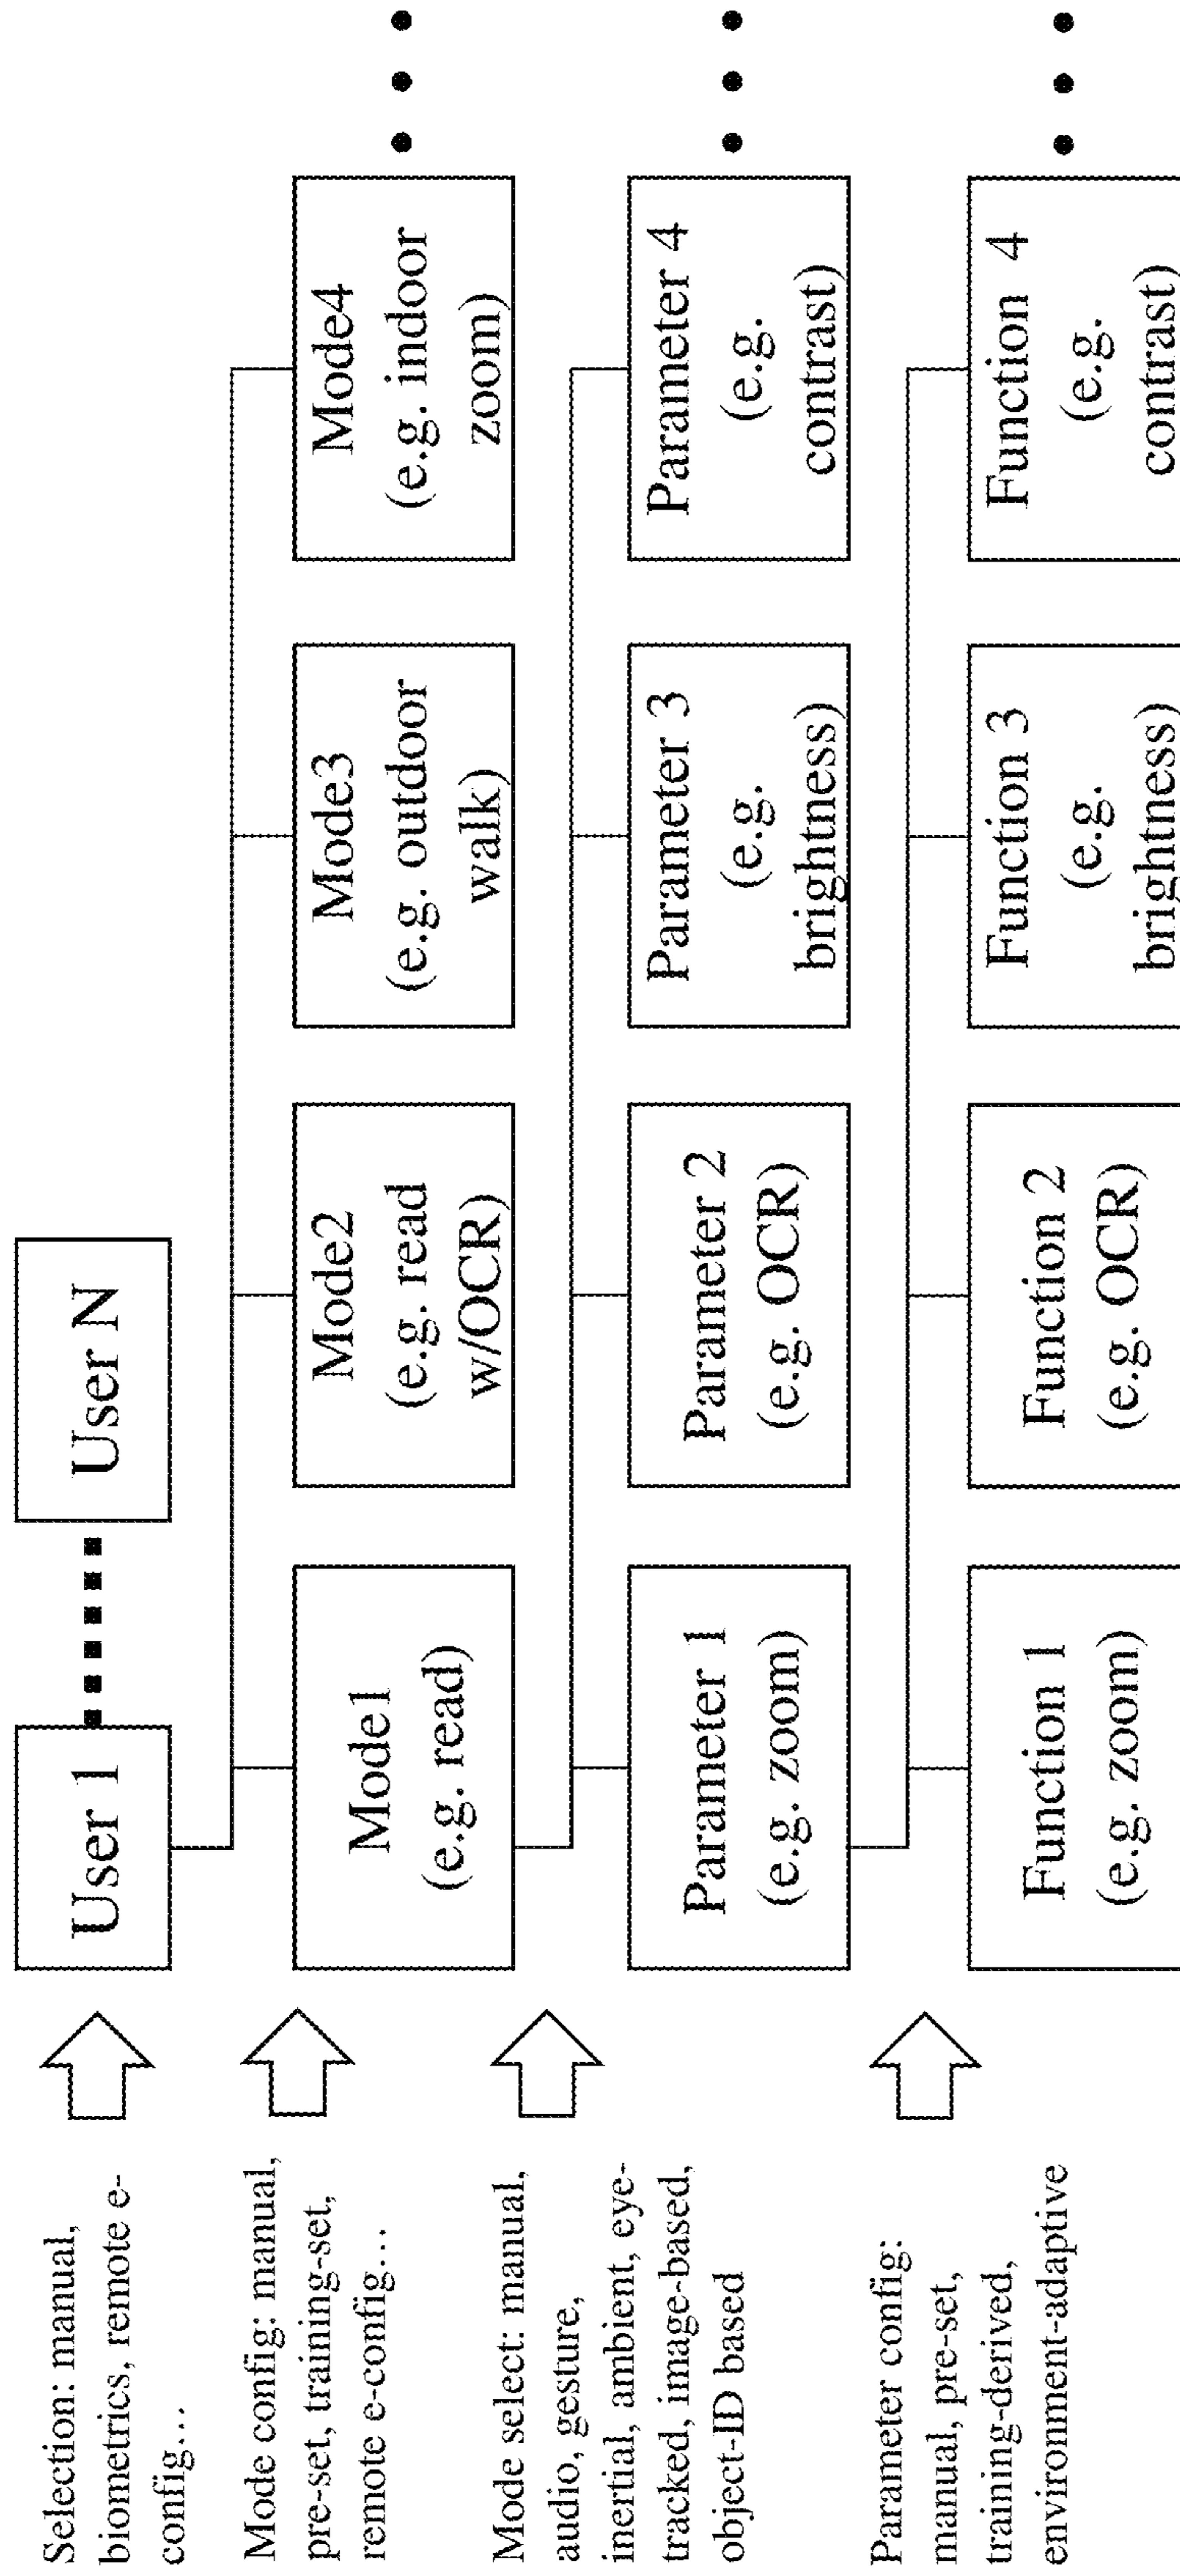 Selection: manual,
biometrics, remote e-
config...
User 1
User N
Mode config: manual,
pre-set, training-set,
remote e-config...
Mode1
(e.g. read)
Mode2
(e.g. read
w/OCR)
Mode3
(e.g. outdoor
walk)
Mode4
(e.g. indoor
zoom)
Mode select: manual,
audio, gesture,
inertial, ambient, eye-
tracked, image-based,
object-ID based
Parameter 1
(e.g. zoom)
Parameter 2
(e.g. OCR)
Parameter 3
(e.g.
brightness)
Parameter 4
(e.g.
contrast)
Parameter config:
manual, pre-set,
training-derived,
environment-adaptive
Function 1
(e.g. zoom)
Function 2
(e.g. OCR)
Function 3
(e.g.
brightness)
Function 4
(e.g.
contrast)